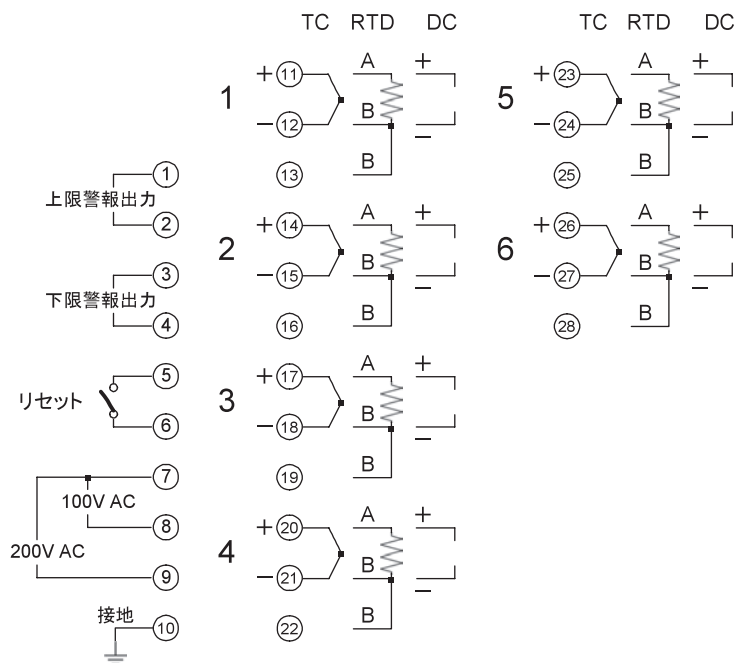 TC RTD DC
1
+ 11 A +
− 12 B −
13 B
2
+ 14 A +
− 15 B −
16 B
3
+ 17 A +
− 18 B −
19 B
4
+ 20 A +
− 21 B −
22 B
TC RTD DC
5
+ 23 A +
− 24 B −
25 B
6
+ 26 A +
− 27 B −
28 B
1
上限警報出力
2
3
下限警報出力
4
5
リセット
6
7
100V AC
8
200V AC
9
接地
10